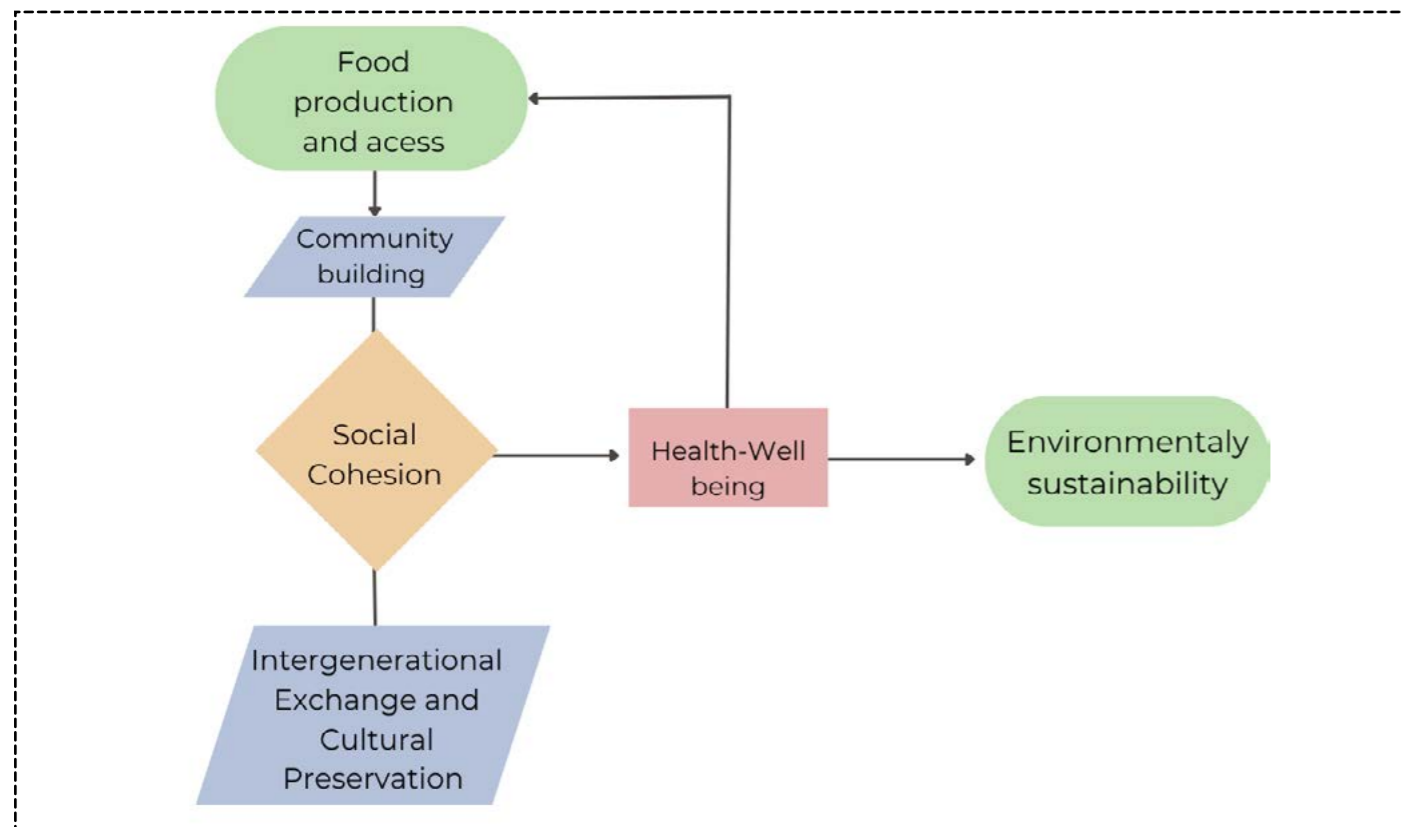 Food
production
and acess
Community
building
Social
Cohesion
Health-Well
being
Environmentaly
sustainability
Intergenerational
Exchange and
Cultural
Preservation